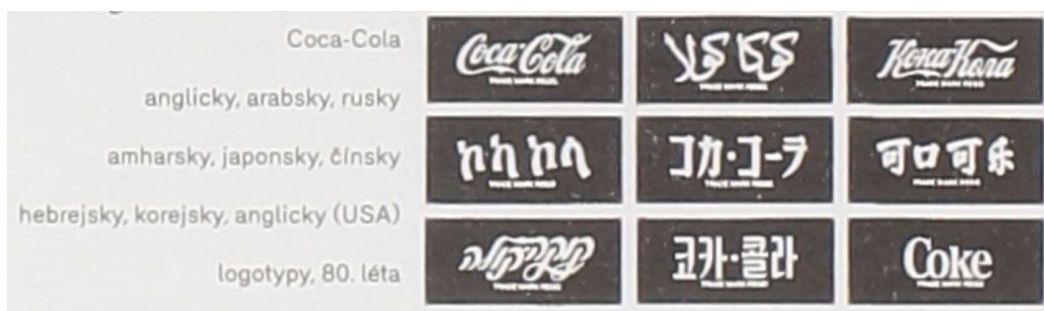 Coca-Cola
anglicky, arabsky, rusky
amharsky, japonsky, čínsky
hebrejsky, korejsky, anglicky (USA)
logotypy, 80. léta
Coca-Cola
كوكا كولا
Кока-Кола
ኮካ ኮላ
コカ・コーラ
可口可乐
קוקה קולה
코카·콜라
Coke